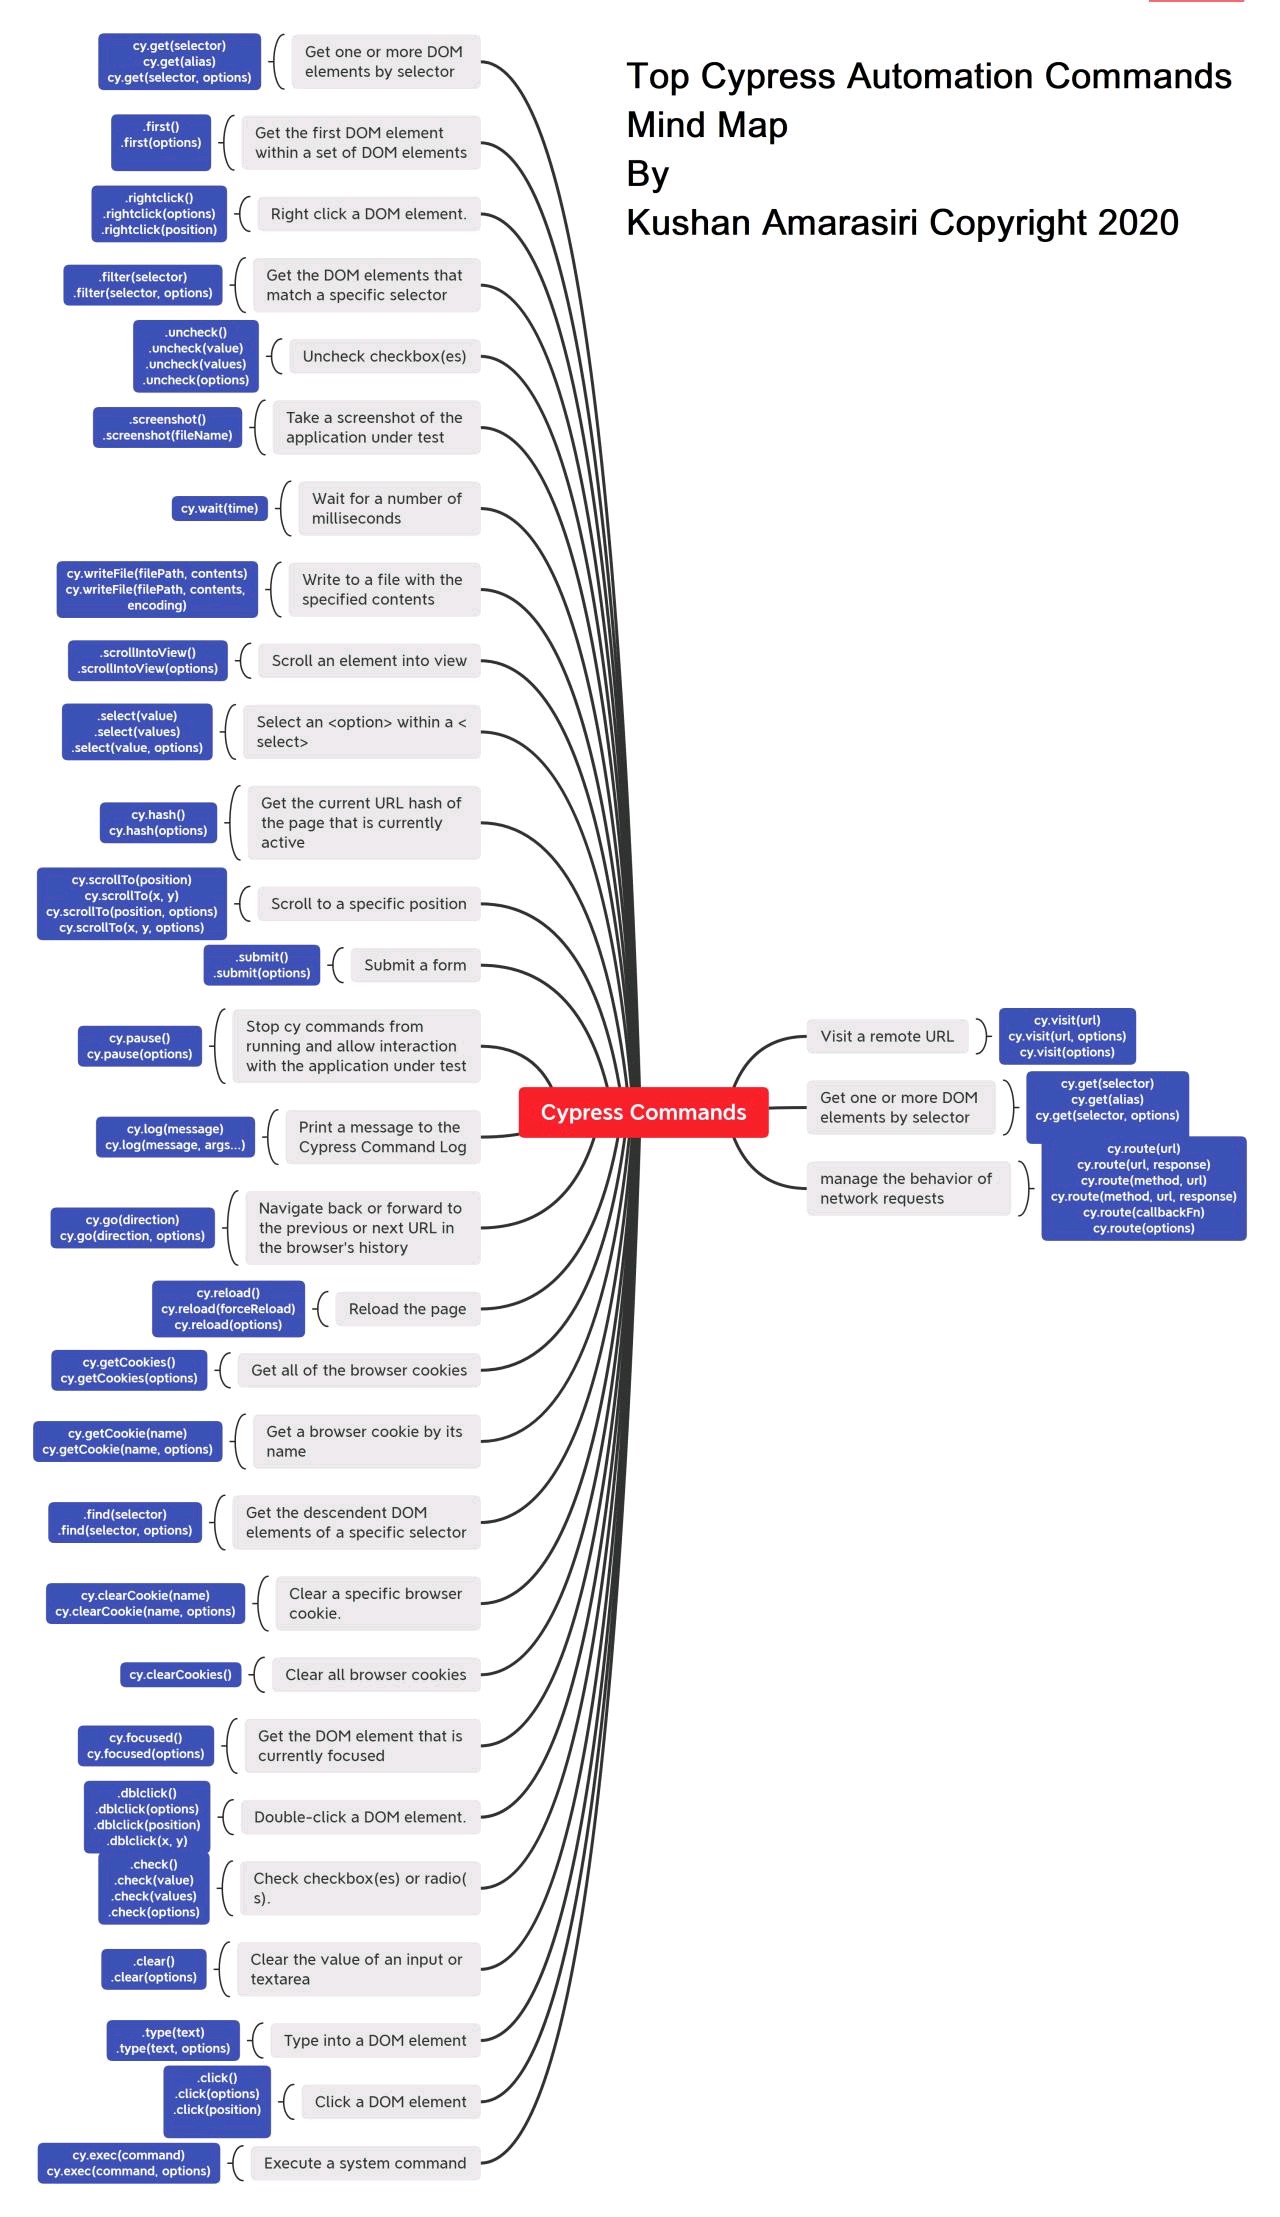 Top Cypress Automation Commands
Mind Map
By
Kushan Amarasiri Copyright 2020
cy.get(selector)
cy.get(alias)
cy.get(selector, options)
Get one or more DOM
elements by selector
.first()
.first(options)
Get the first DOM element
within a set of DOM elements
.rightclick()
.rightclick(options)
.rightclick(position)
Right click a DOM element.
.filter(selector)
.filter(selector, options)
Get the DOM elements that
match a specific selector
.uncheck()
.uncheck(value)
.uncheck(values)
.uncheck(options)
Uncheck checkbox(es)
.screenshot()
.screenshot(fileName)
Take a screenshot of the
application under test
cy.wait(time)
Wait for a number of
milliseconds
cy.writeFile(filePath, contents)
cy.writeFile(filePath, contents,
encoding)
Write to a file with the
specified contents
.scrollIntoView()
.scrollIntoView(options)
Scroll an element into view
.select(value)
.select(values)
.select(value, options)
Select an <option> within a <
select>
cy.hash()
cy.hash(options)
Get the current URL hash of
the page that is currently
active
cy.scrollTo(position)
cy.scrollTo(x, y)
cy.scrollTo(position, options)
cy.scrollTo(x, y, options)
Scroll to a specific position
.submit()
.submit(options)
Submit a form
cy.pause()
cy.pause(options)
Stop cy commands from
running and allow interaction
with the application under test
cy.log(message)
cy.log(message, args...)
Print a message to the
Cypress Command Log
cy.go(direction)
cy.go(direction, options)
Navigate back or forward to
the previous or next URL in
the browser's history
cy.reload()
cy.reload(forceReload)
cy.reload(options)
Reload the page
cy.getCookies()
cy.getCookies(options)
Get all of the browser cookies
cy.getCookie(name)
cy.getCookie(name, options)
Get a browser cookie by its
name
.find(selector)
.find(selector, options)
Get the descendent DOM
elements of a specific selector
cy.clearCookie(name)
cy.clearCookie(name, options)
Clear a specific browser
cookie.
cy.clearCookies()
Clear all browser cookies
cy.focused()
cy.focused(options)
Get the DOM element that is
currently focused
.dblclick()
.dblclick(options)
.dblclick(position)
.dblclick(x, y)
Double-click a DOM element.
.check()
.check(value)
.check(values)
.check(options)
Check checkbox(es) or radio(
s).
.clear()
.clear(options)
Clear the value of an input or
textarea
.type(text)
.type(text, options)
Type into a DOM element
.click()
.click(options)
.click(position)
Click a DOM element
cy.exec(command)
cy.exec(command, options)
Execute a system command
Cypress Commands
Visit a remote URL
cy.visit(url)
cy.visit(url, options)
cy.visit(options)
Get one or more DOM
elements by selector
cy.get(selector)
cy.get(alias)
cy.get(selector, options)
manage the behavior of
network requests
cy.route(url)
cy.route(url, response)
cy.route(method, url)
cy.route(method, url, response)
cy.route(callbackFn)
cy.route(options)